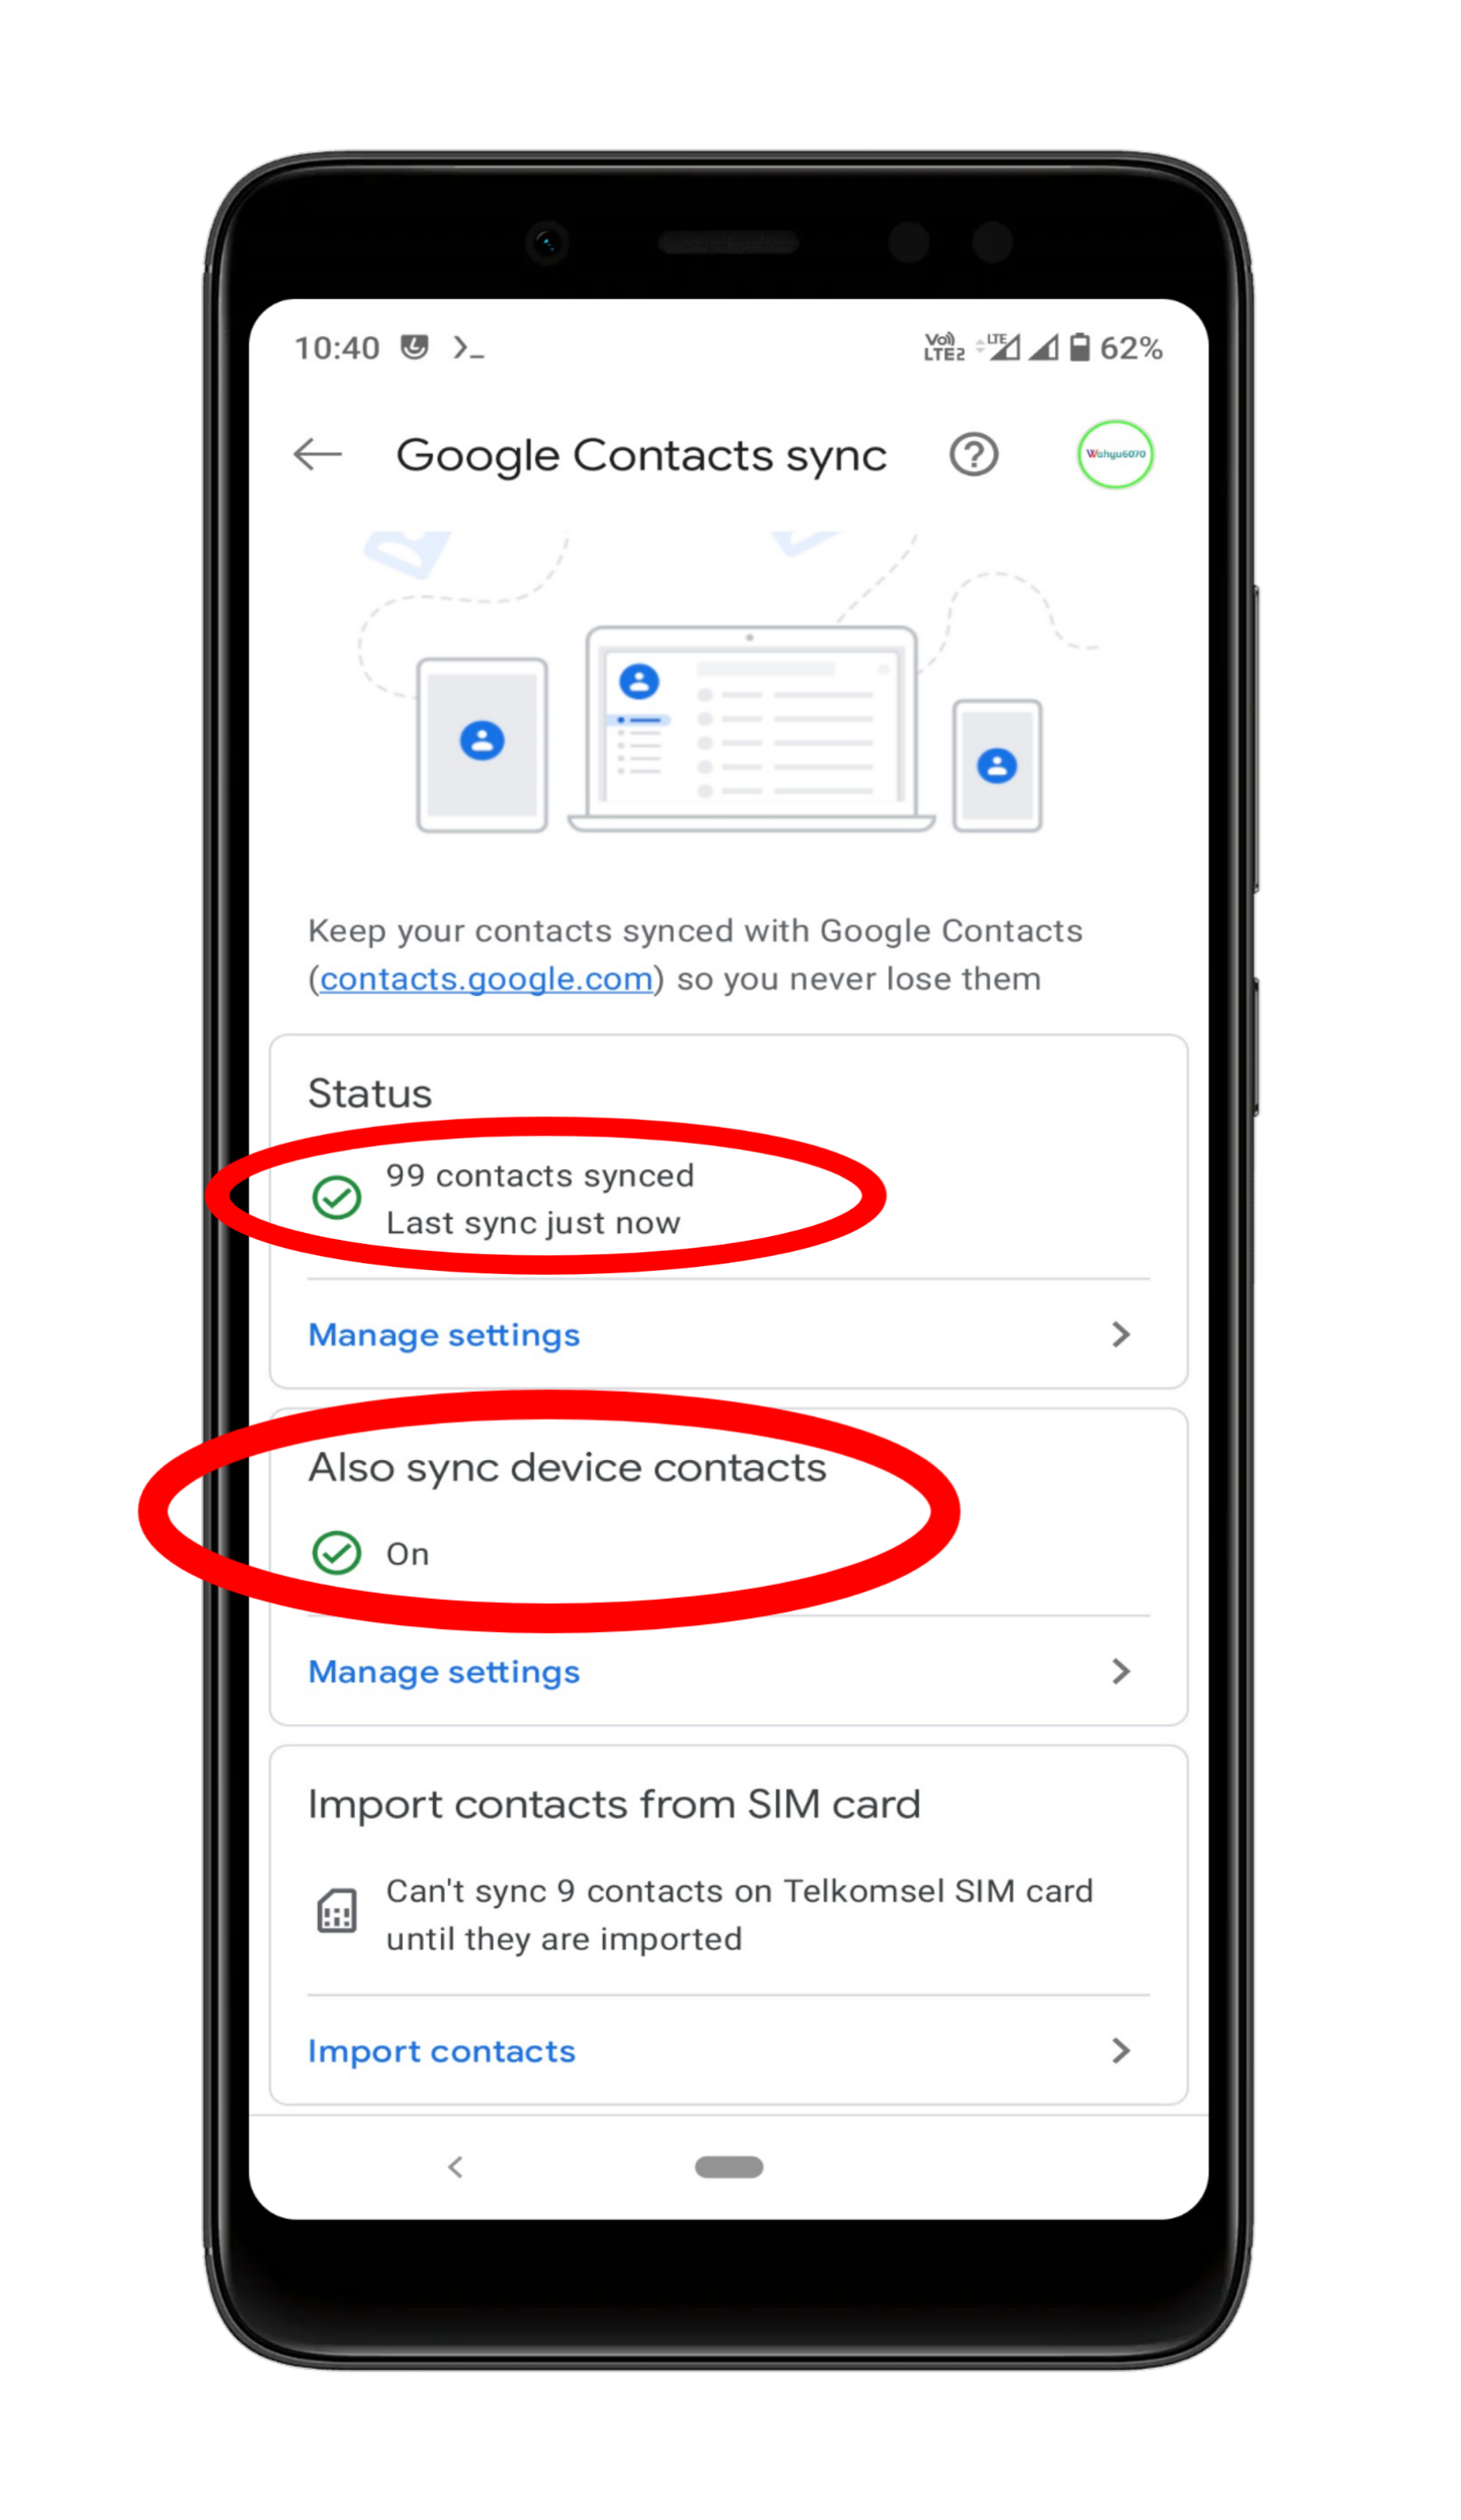 10:40
Vo) LTE2 LTE 62%
Google Contacts sync
Wahyu6070
Keep your contacts synced with Google Contacts
(contacts.google.com) so you never lose them
Status
99 contacts synced
Last sync just now
Manage settings
Also sync device contacts
On
Manage settings
Import contacts from SIM card
Can't sync 9 contacts on Telkomsel SIM card
until they are imported
Import contacts